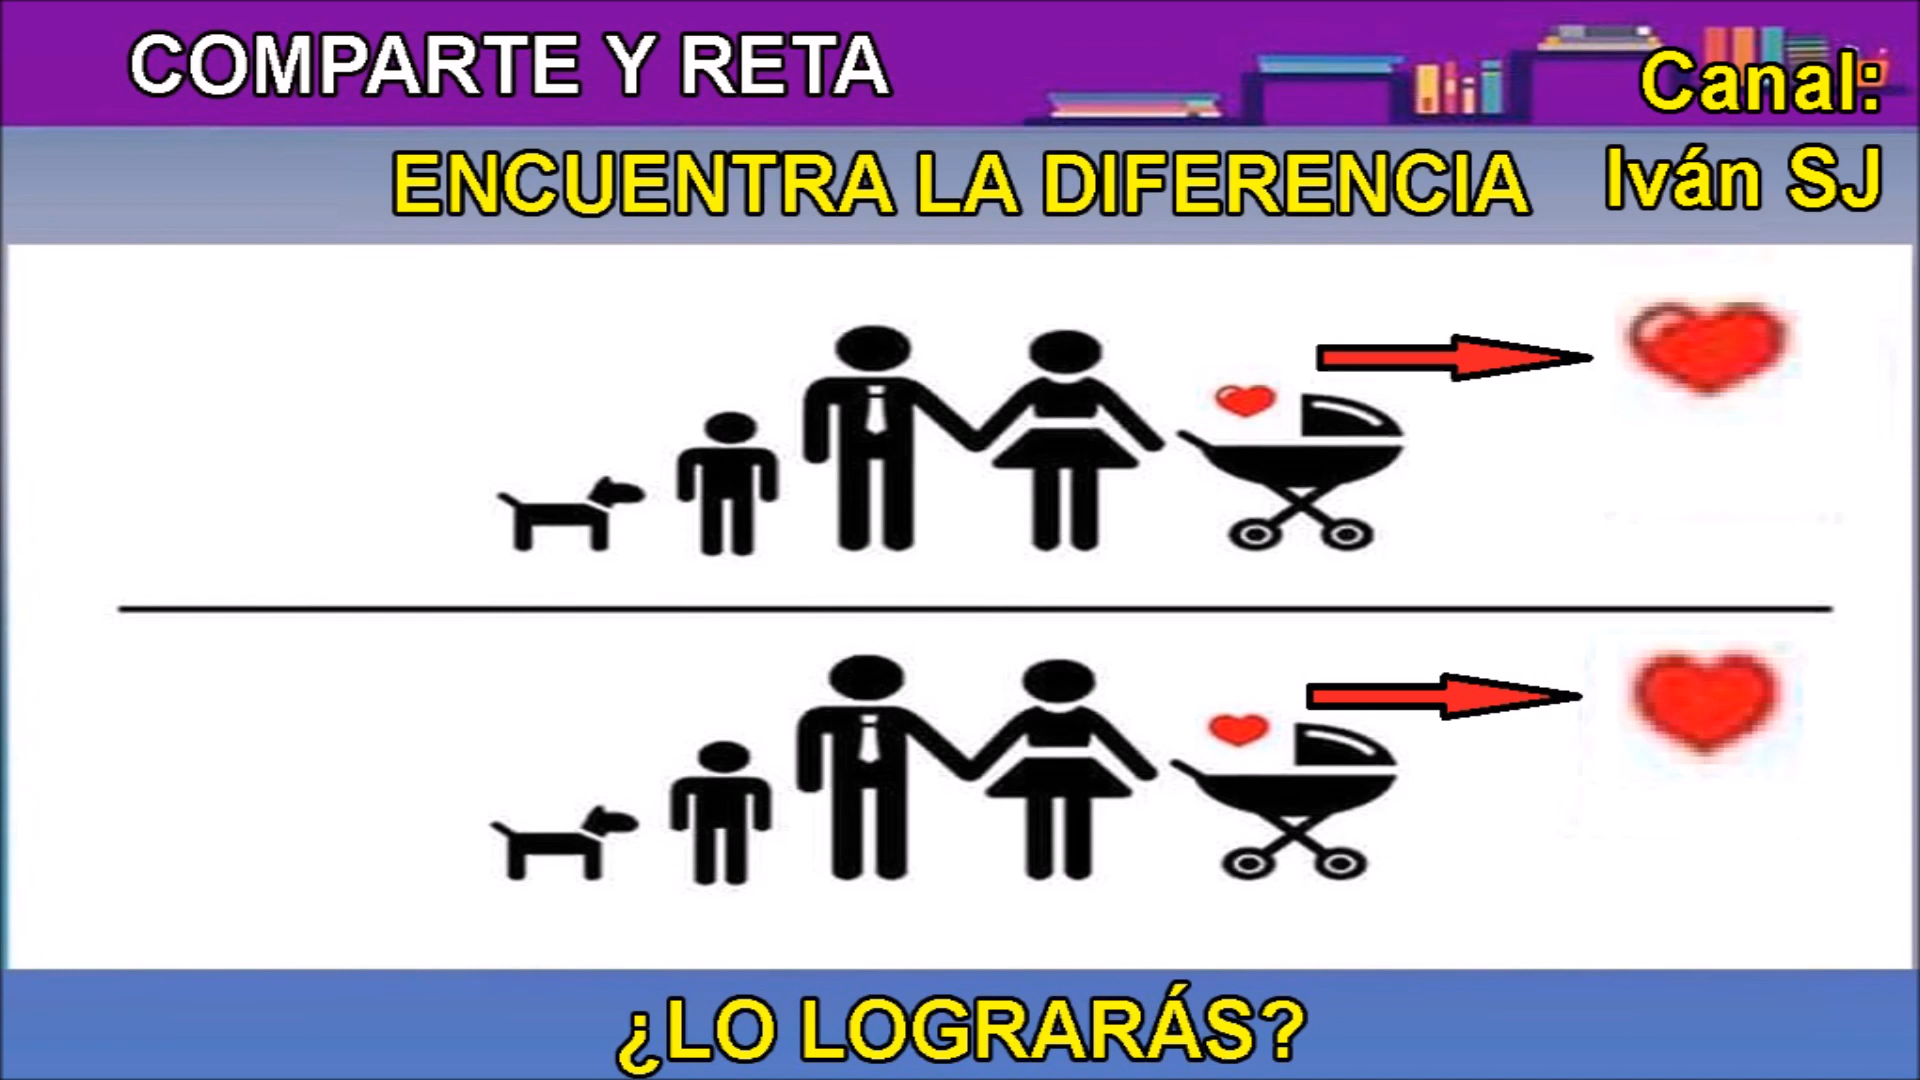 COMPARTE Y RETA
Canal:
Iván SJ
ENCUENTRA LA DIFERENCIA
¿LO LOGRARÁS?